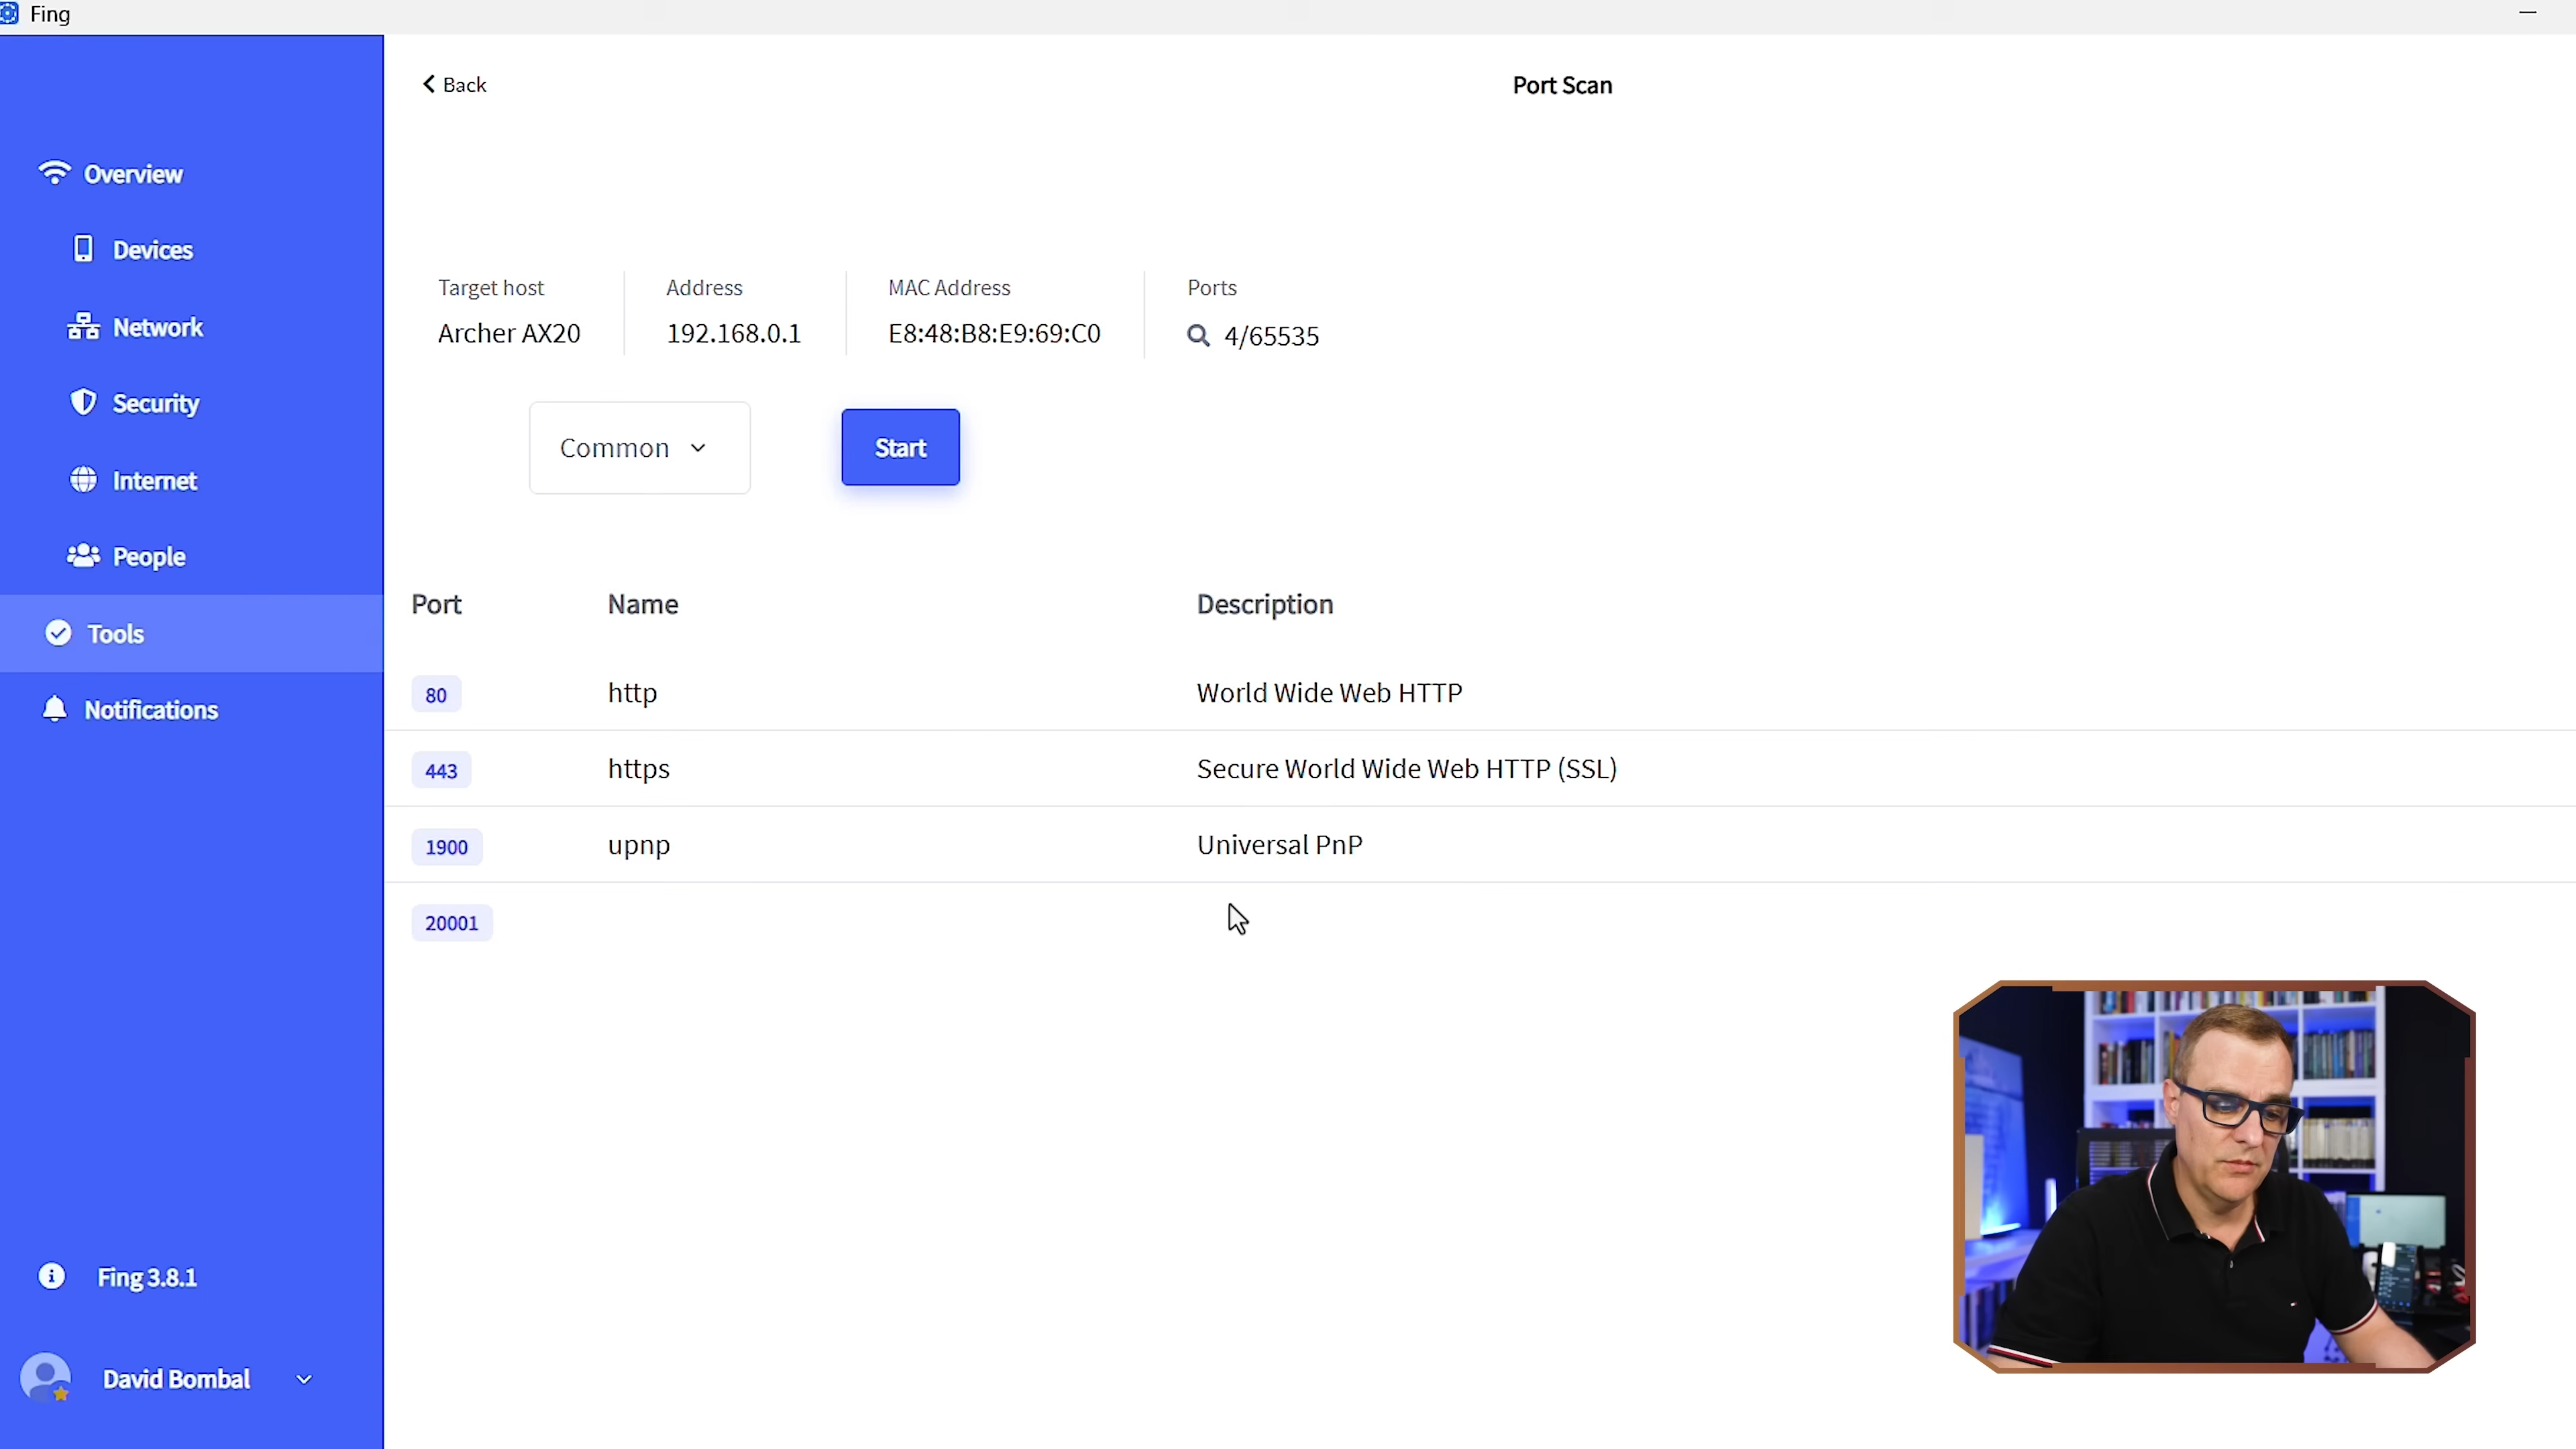 Fing
Back
Port Scan
Overview
Devices
Network
Security
Internet
People
Tools
Notifications
Target host
Archer AX20
Address
192.168.0.1
MAC Address
E8:48:B8:E9:69:C0
Ports
4/65535
Common
Start
Port Name Description
80 http World Wide Web HTTP
443 https Secure World Wide Web HTTP (SSL)
1900 upnp Universal PnP
20001
Fing 3.8.1
David Bombal